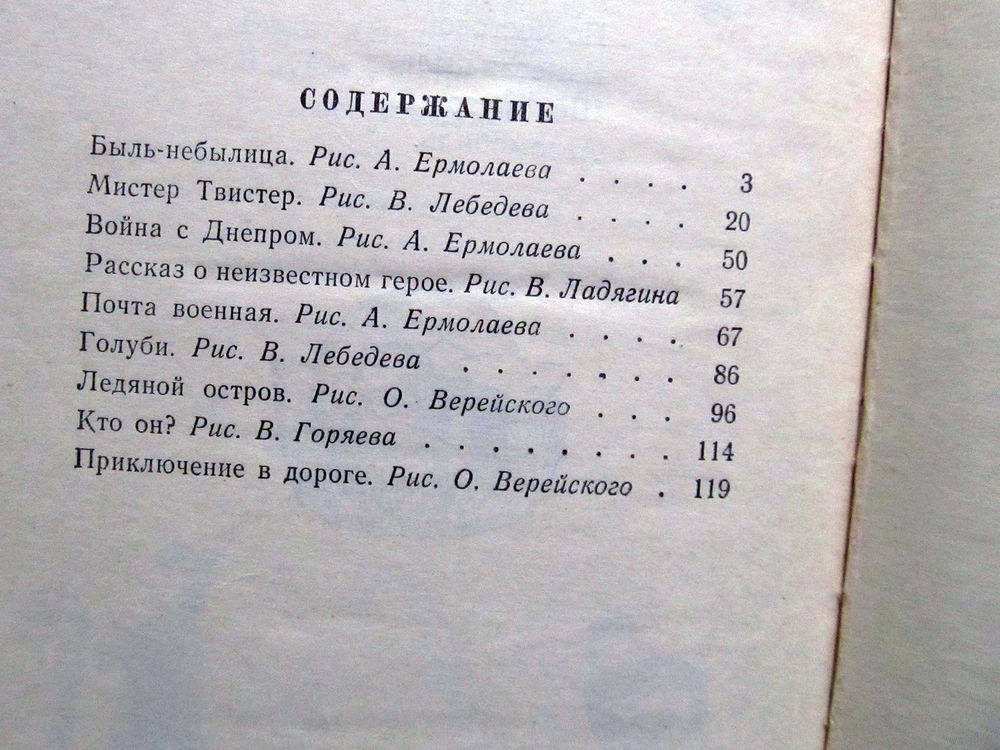 СОДЕРЖАНИЕ
Быль-небылица. Рис. А. Ермолаева . . . . 3
Мистер Твистер. Рис. В. Лебедева . . . . 20
Война с Днепром. Рис. А. Ермолаева . . . 50
Рассказ о неизвестном герое. Рис. В. Ладягина 57
Почта военная. Рис. А. Ермолаева . . . . 67
Голуби. Рис. В. Лебедева . . . . . . . 86
Ледяной остров. Рис. О. Верейского . . . 96
Кто он? Рис. В. Горяева . . . . . . . . 114
Приключение в дороге. Рис. О. Верейского . 119